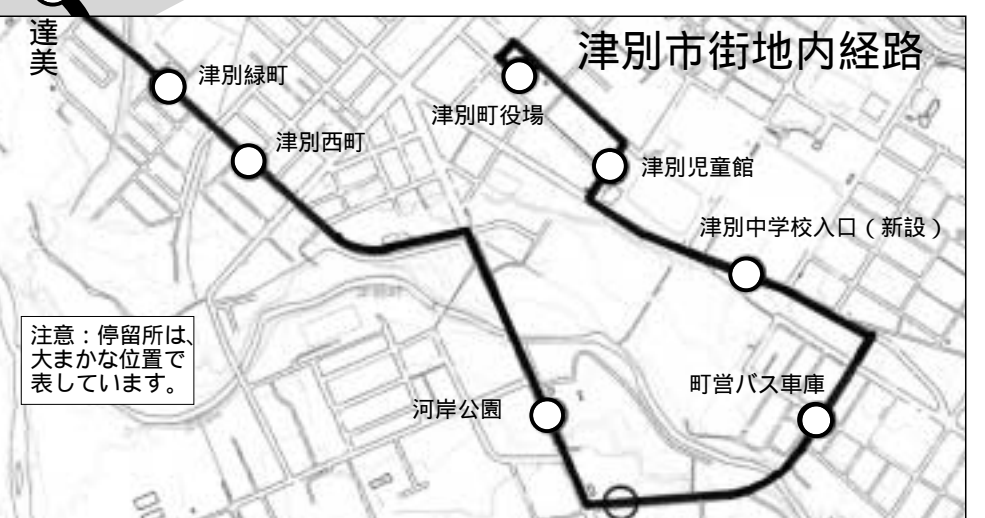 達美
津別市街地内経路
津別緑町
津別町役場
津別西町
津別児童館
津別中学校入口（新設）
注意：停留所は、
大まかな位置で
表しています。
町営バス車庫
河岸公園